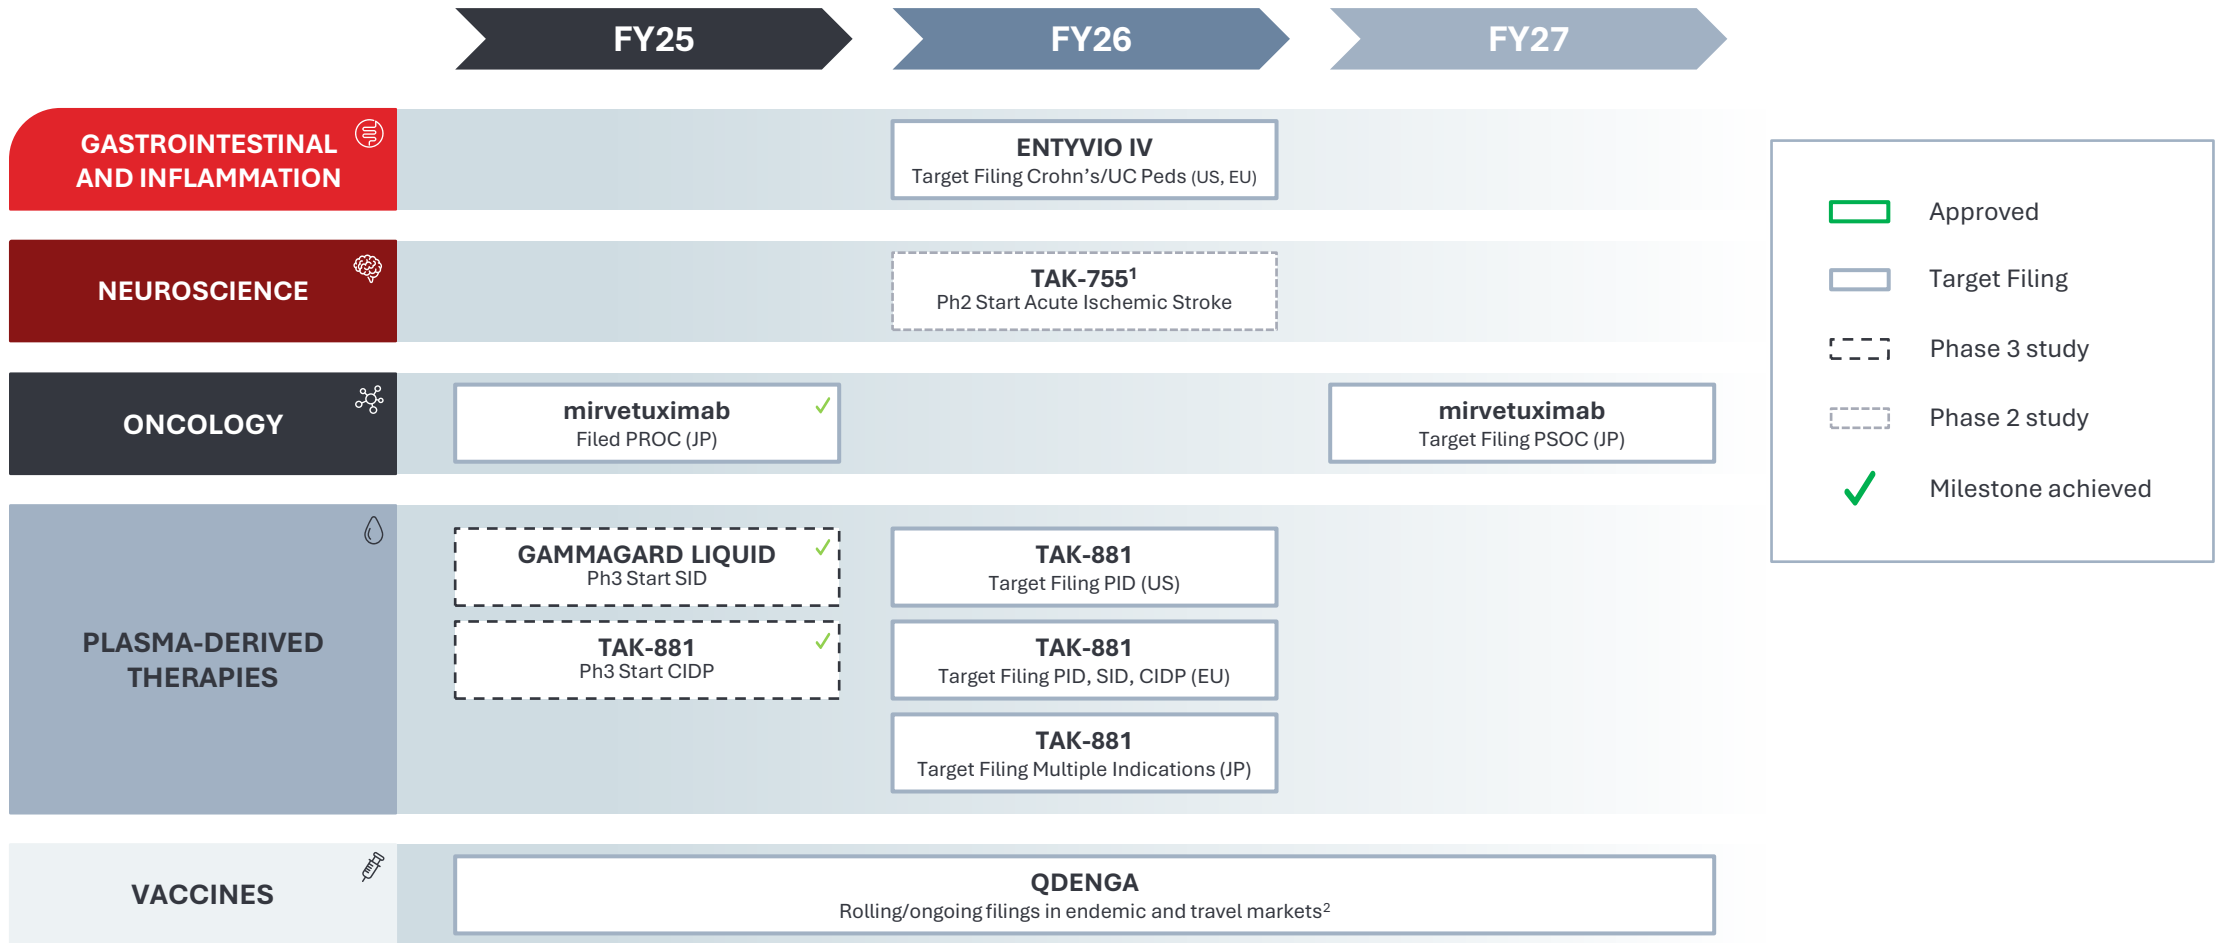 FY25
FY26
FY27
GASTROINTESTINAL
AND INFLAMMATION
ENTYVIO IV
Target Filing Crohn's/UC Peds (US, EU)
NEUROSCIENCE
TAK-755¹
Ph2 Start Acute Ischemic Stroke
ONCOLOGY
mirvetuximab
Filed PROC (JP)
mirvetuximab
Target Filing PSOC (JP)
PLASMA-DERIVED
THERAPIES
GAMMAGARD LIQUID
Ph3 Start SID
TAK-881
Ph3 Start CIDP
TAK-881
Target Filing PID (US)
TAK-881
Target Filing PID, SID, CIDP (EU)
TAK-881
Target Filing Multiple Indications (JP)
VACCINES
QDENGA
Rolling/ongoing filings in endemic and travel markets²
Approved
Target Filing
Phase 3 study
Phase 2 study
Milestone achieved